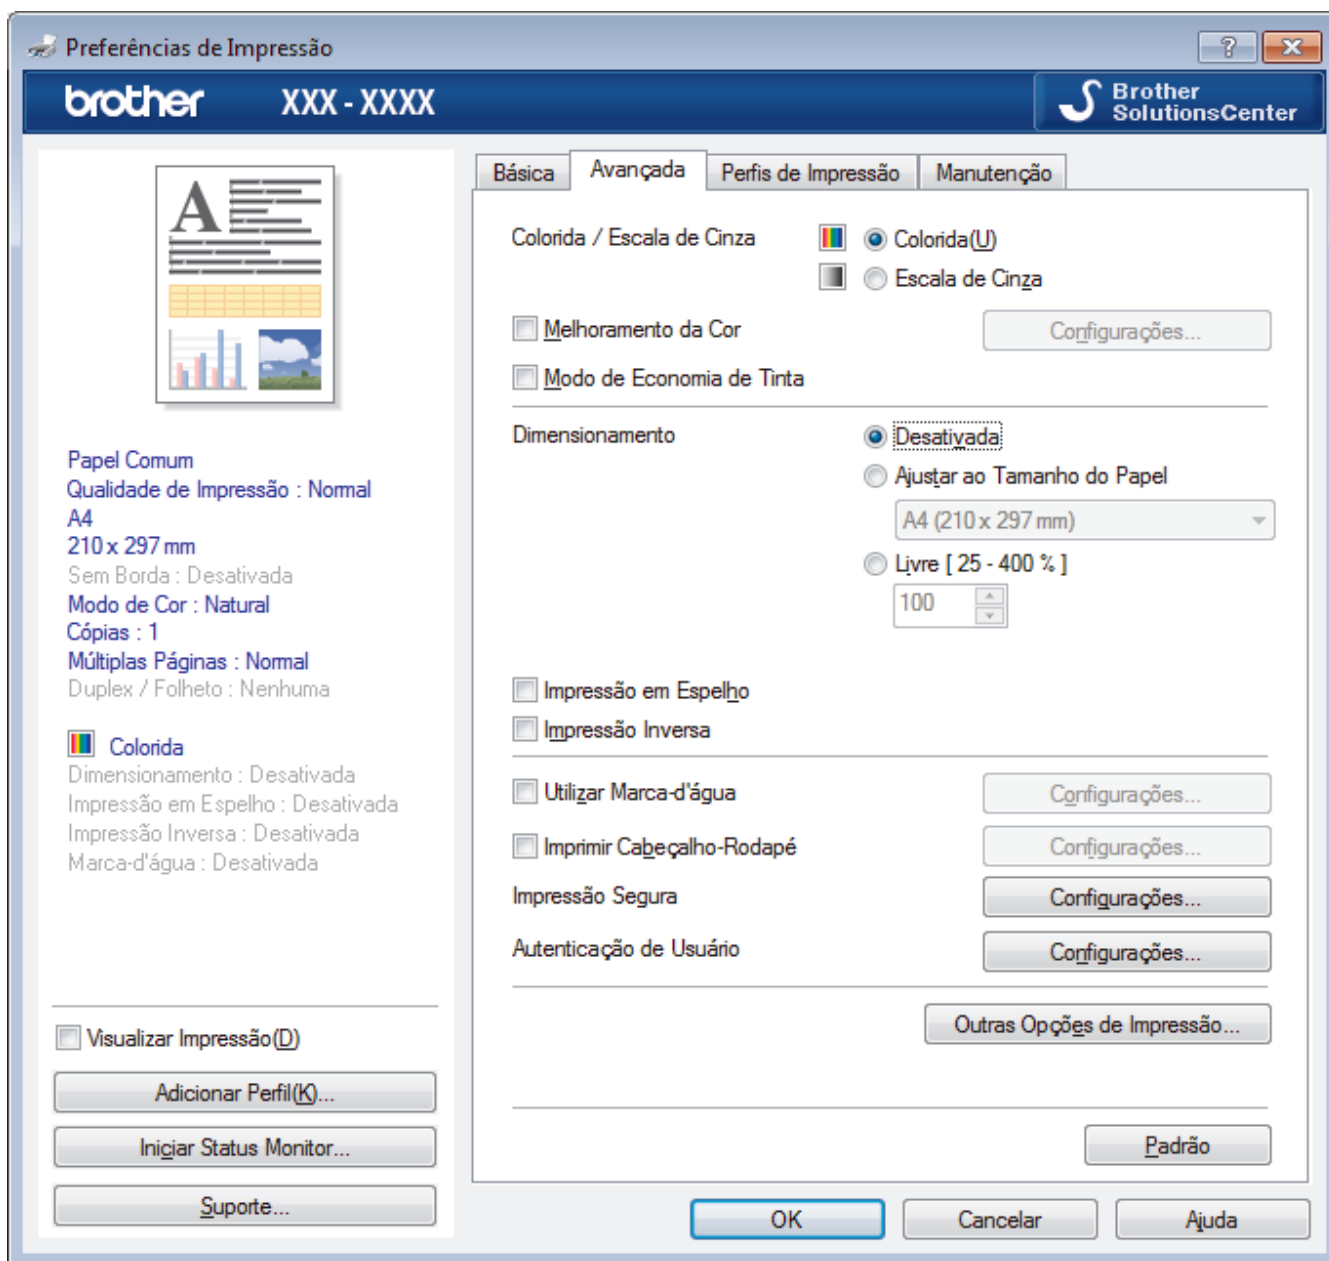 Preferências de Impressão
brother XXX - XXXX Brother
SolutionsCenter
A
Papel Comum
Qualidade de Impressão : Normal
A4
210 x 297 mm
Sem Borda : Desativada
Modo de Cor : Natural
Cópias : 1
Múltiplas Páginas : Normal
Duplex / Folheto : Nenhuma
Colorida
Dimensionamento : Desativada
Impressão em Espelho : Desativada
Impressão Inversa : Desativada
Marca-d'água : Desativada
Visualizar Impressão(D)
Adicionar Perfil(K)...
Iniciar Status Monitor...
Suporte...
Básica Avançada Perfis de Impressão Manutenção
Colorida / Escala de Cinza Colorida(U)
Escala de Cinza
Melhoramento da Cor Configurações...
Modo de Economia de Tinta
Dimensionamento Desativada
Ajustar ao Tamanho do Papel
A4 (210 x 297 mm)
Livre [ 25 - 400 % ]
100
Impressão em Espelho
Impressão Inversa
Utilizar Marca-d'água Configurações...
Imprimir Cabeçalho-Rodapé Configurações...
Impressão Segura Configurações...
Autenticação de Usuário Configurações...
Outras Opções de Impressão...
Padrão
OK Cancelar Ajuda